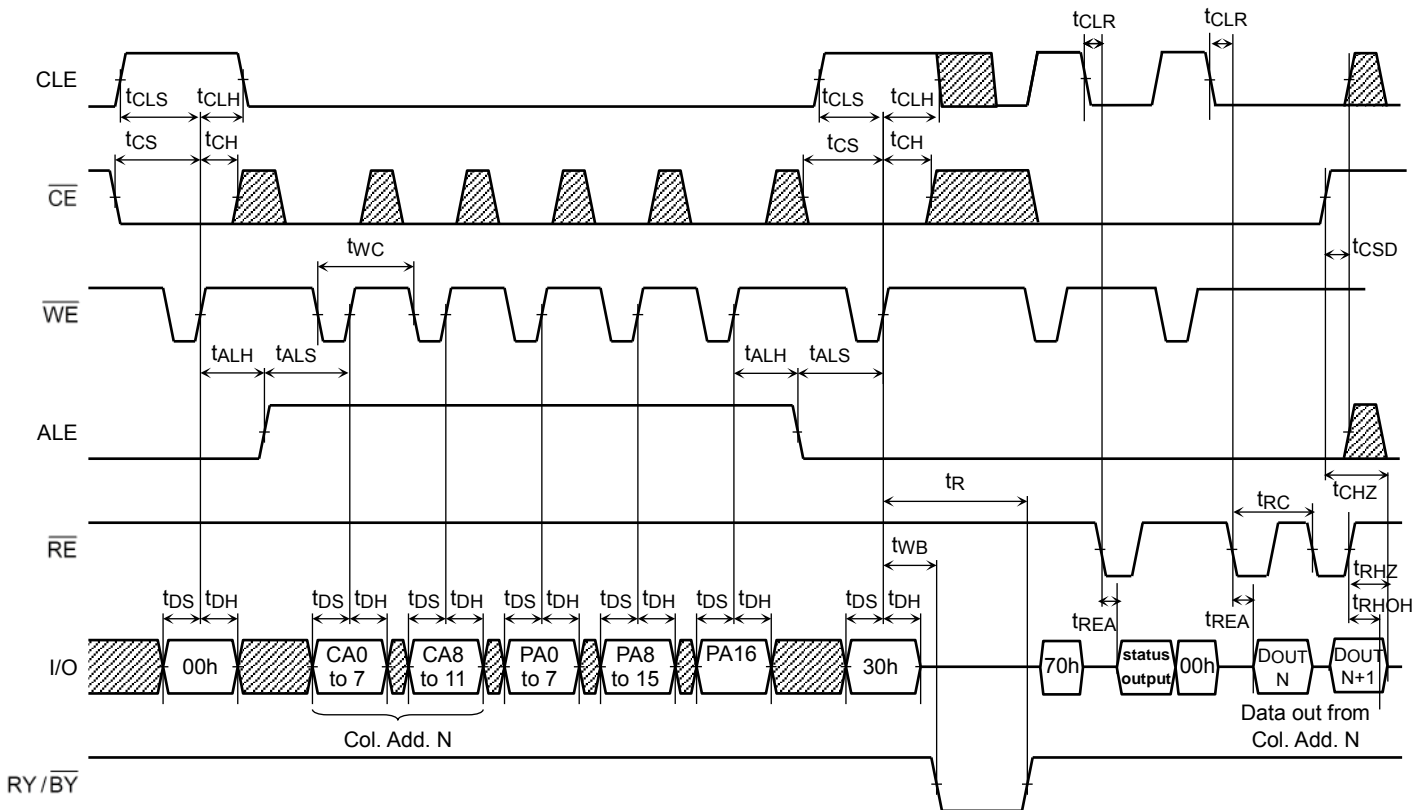 tCLR tCLR
CLE
tCLS tCLH tCLS tCLH
tCS tCH tCS tCH
CE
tWC tCSD
WE
tALH tALS tALH tALS
ALE
tR tCHZ
tRC
RE
tWB tRHZ
tDS tDH tDS tDH tDS tDH tDS tDH tDS tDH tDS tDH tDS tDH tREA tREA tRHOH
I/O 00h CA0 to 7 CA8 to 11 PA0 to 7 PA8 to 15 PA16 30h 70h status output 00h DOUT N DOUT N+1
Col. Add. N
Data out from
Col. Add. N
RY/BY